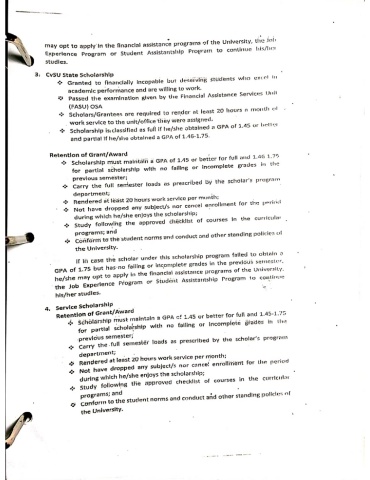 may opt to apply in the financial assistance programs of the University, the Job
Experience Program or Student Assistantship Program to continue his/her
studies.
3. CvSU State Scholarship
❖ Granted to financially incapable but deserving students who excel in
academic performance and are willing to work.
❖ Passed the examination given by the Financial Assistance Services Unit
(FASU) OSA
❖ Scholars/Grantees are required to render at least 20 hours a month of
work service to the unit/office they were assigned.
❖ Scholarship is classified as full if he/she obtained a GPA of 1.45 or better
and partial if he/she obtained a GPA of 1.46-1.75.
Retention of Grant/Award
❖ Scholarship must maintain a GPA of 1.45 or better for full and 1.46-1.75
for partial scholarship with no failing or incomplete grades in the
previous semester;
❖ Carry the full semester loads as prescribed by the scholar's program
department;
❖ Rendered at least 20 hours work service per month;
❖ Not have dropped any subject/s nor cancel enrollment for the period
during which he/she enjoys the scholarship;
❖ Study following the approved checklist of courses in the curricular
programs; and
❖ Conform to the student norms and conduct and other standing policies of
the University.
If in case the scholar under this scholarship program failed to obtain a
GPA of 1.75 but has no failing or incomplete grades in the previous semester,
he/she may opt to apply in the financial assistance programs of the University,
the Job Experience Program or Student Assistantship Program to continue
his/her studies.
4. Service Scholarship
Retention of Grant/Award
❖ Scholarship must maintain a GPA of 1.45 or better for full and 1.45-1.75
for partial scholarship with no failing or incomplete grades in the
previous semester;
❖ Carry the full semester loads as prescribed by the scholar's program
department;
❖ Rendered at least 20 hours work service per month;
❖ Not have dropped any subject/s nor cancel enrollment for the period
during which he/she enjoys the scholarship;
❖ Study following the approved checklist of courses in the curricular
programs; and
❖ Conform to the student norms and conduct and other standing policies of
the University.